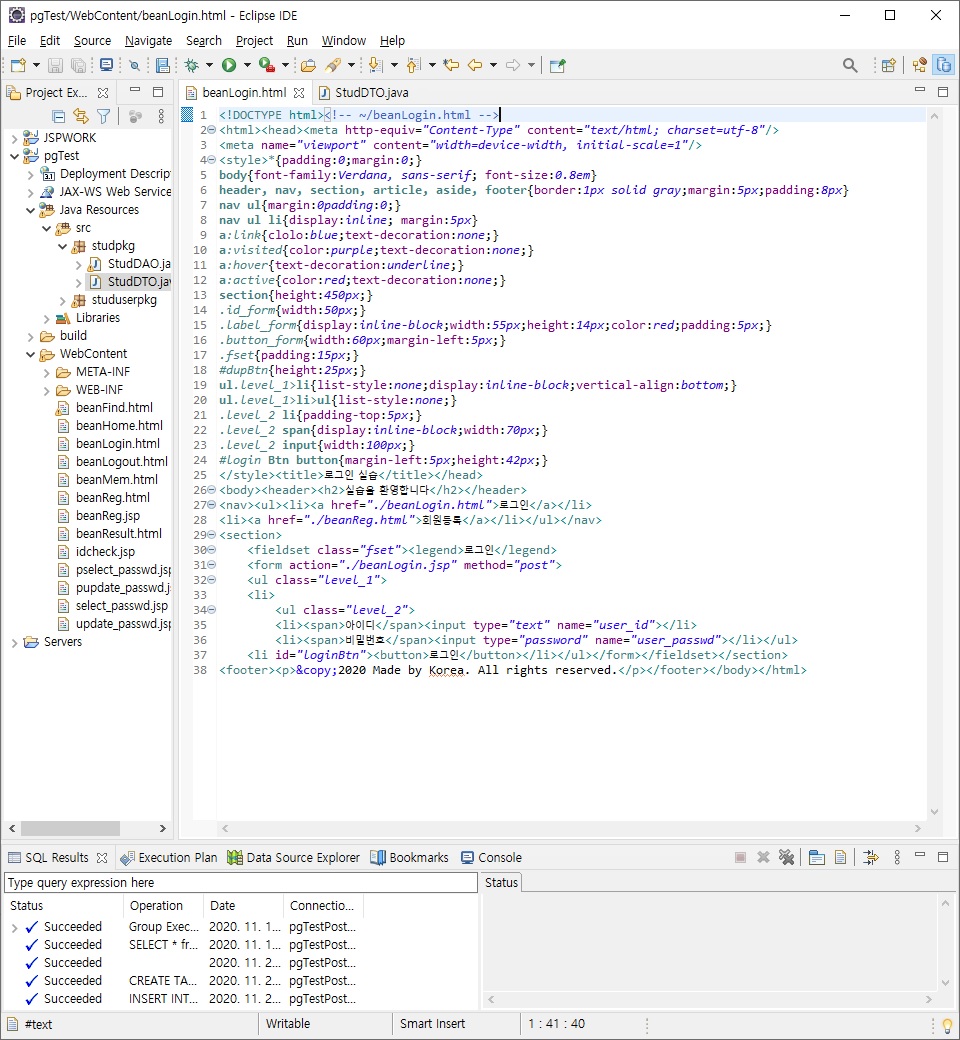 pgTest/WebContent/beanLogin.html - Eclipse IDE
File Edit Source Navigate Search Project Run Window Help
Project Ex...
JSPWORK
pgTest
Deployment Descrip
JAX-WS Web Service
Java Resources
src
studpkg
StudDAO.ja
StudDTO.jav
studuserpkg
Libraries
build
WebContent
META-INF
WEB-INF
beanFind.html
beanHome.html
beanLogin.html
beanLogout.html
beanMem.html
beanReg.html
beanReg.jsp
beanResult.html
idcheck.jsp
pselect_passwd.jsp
pupdate_passwd.js
select_passwd.jsp
update_passwd.jsp
Servers
beanLogin.html StudDTO.java
1 <!DOCTYPE html><!-- ~/beanLogin.html -->
2 <html><head><meta http-equiv="Content-Type" content="text/html; charset=utf-8"/>
3 <meta name="viewport" content="width=device-width, initial-scale=1"/>
4 <style>*{padding:0;margin:0;}
5 body{font-family:Verdana, sans-serif; font-size:0.8em}
6 header, nav, section, article, aside, footer{border:1px solid gray;margin:5px;padding:8px}
7 nav ul{margin:0padding:0;}
8 nav ul li{display:inline; margin:5px}
9 a:link{clolo:blue;text-decoration:none;}
10 a:visited{color:purple;text-decoration:none;}
11 a:hover{text-decoration:underline;}
12 a:active{color:red;text-decoration:none;}
13 section{height:450px;}
14 .id_form{width:50px;}
15 .label_form{display:inline-block;width:55px;height:14px;color:red;padding:5px;}
16 .button_form{width:60px;margin-left:5px;}
17 .fset{padding:15px;}
18 #dupBtn{height:25px;}
19 ul.level_1>li{list-style:none;display:inline-block;vertical-align:bottom;}
20 ul.level_1>li>ul{list-style:none;}
21 .level_2 li{padding-top:5px;}
22 .level_2 span{display:inline-block;width:70px;}
23 .level_2 input{width:100px;}
24 #login Btn button{margin-left:5px;height:42px;}
25 </style><title>로그인 실습</title></head>
26 <body><header><h2>실습을 환영합니다</h2></header>
27 <nav><ul><li><a href="./beanLogin.html">로그인</a></li>
28 <li><a href="./beanReg.html">회원등록</a></li></ul></nav>
29 <section>
30 <fieldset class="fset"><legend>로그인</legend>
31 <form action="./beanLogin.jsp" method="post">
32 <ul class="level_1">
33 <li>
34 <ul class="level_2">
35 <li><span>아이디</span><input type="text" name="user_id"></li>
36 <li><span>비밀번호</span><input type="password" name="user_passwd"></li></ul>
37 <li id="loginBtn"><button>로그인</button></li></ul></form></fieldset></section>
38 <footer><p>&copy;2020 Made by Korea. All rights reserved.</p></footer></body></html>
SQL Results Execution Plan Data Source Explorer Bookmarks Console
Type query expression here
Status
Status Operation Date Connectio...
Succeeded Group Exec... 2020. 11. 1... pgTestPost...
Succeeded SELECT * fr... 2020. 11. 1... pgTestPost...
Succeeded 2020. 11. 2... pgTestPost...
Succeeded CREATE TA... 2020. 11. 2... pgTestPost...
Succeeded INSERT INT... 2020. 11. 2... pgTestPost...
#text Writable Smart Insert 1 : 41 : 40